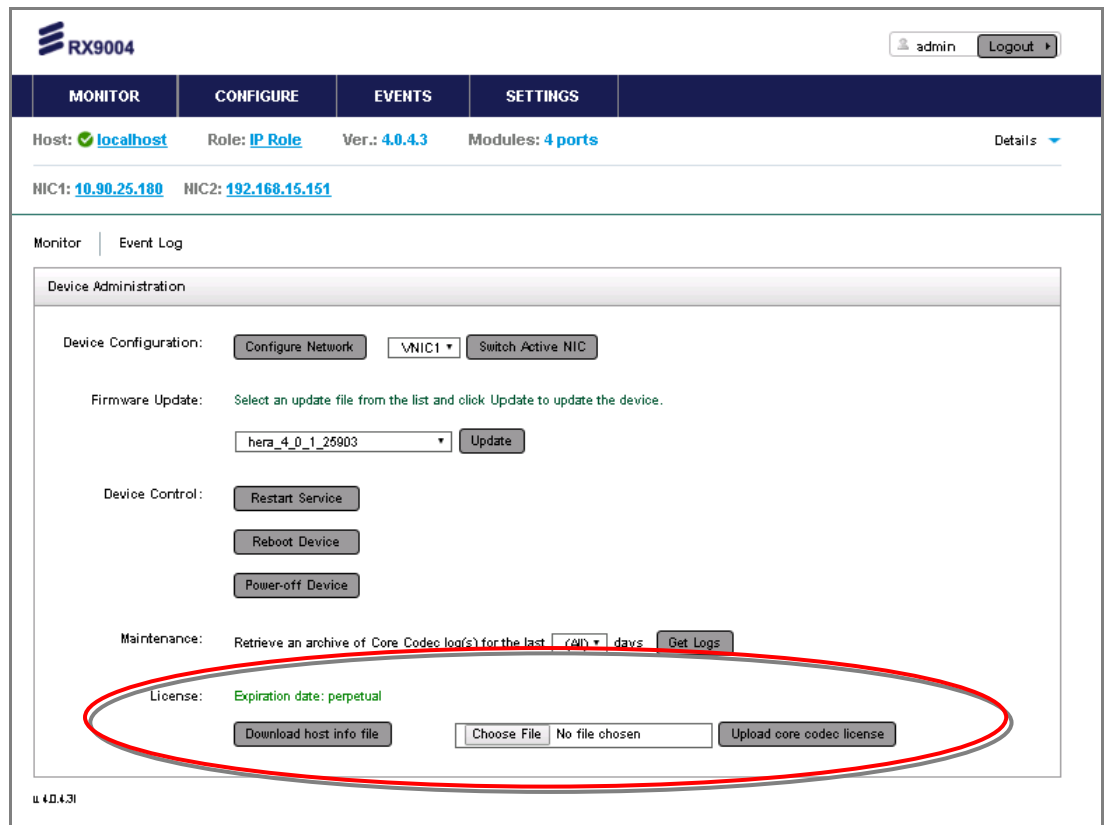 RX9004
admin Logout
MONITOR CONFIGURE EVENTS SETTINGS
Host: localhost Role: IP Role Ver.: 4.0.4.3 Modules: 4 ports Details
NIC1: 10.90.25.180 NIC2: 192.168.15.151
Monitor Event Log
Device Administration
Device Configuration: Configure Network VNIC1 Switch Active NIC
Firmware Update: Select an update file from the list and click Update to update the device.
hera_4_0_1_25903 Update
Device Control: Restart Service
Reboot Device
Power-off Device
Maintenance: Retrieve an archive of Core Codec log(s) for the last (All) days Get Logs
License: Expiration date: perpetual
Download host info file Choose File No file chosen Upload core codec license